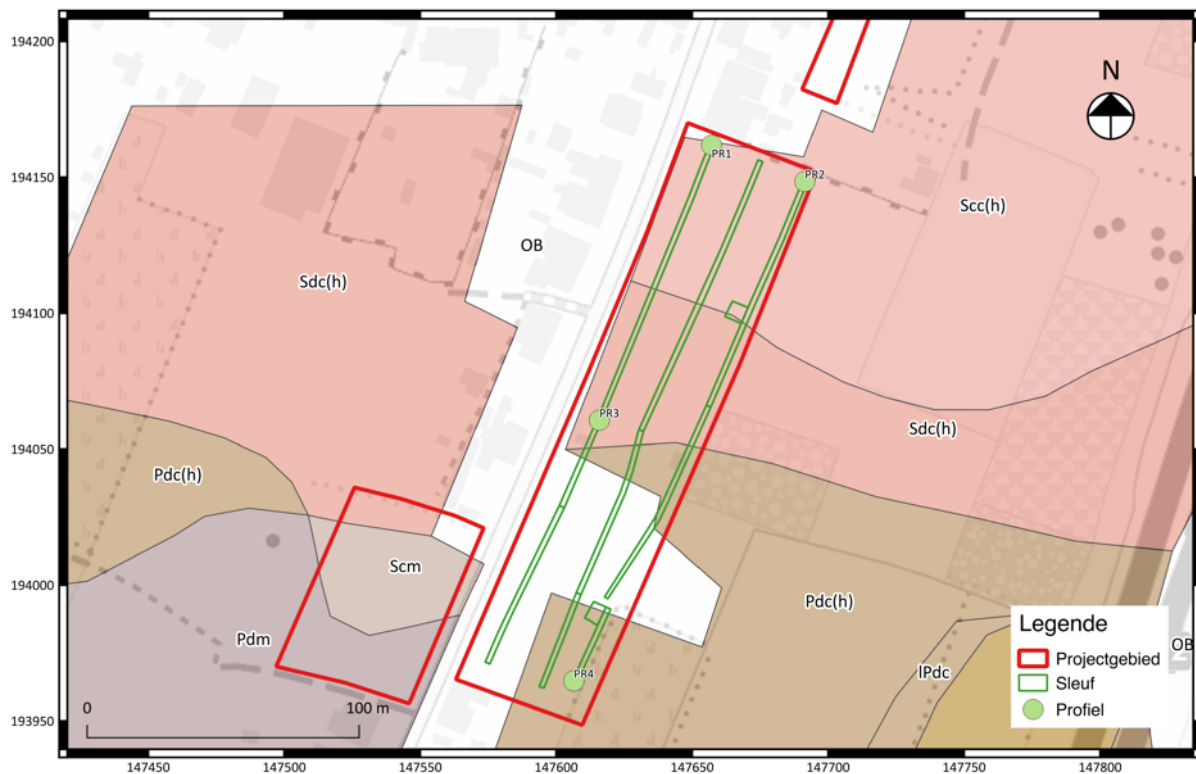 194200
194150
194100
194050
194000
193950
N
PR1
PR2
Scc(h)
OB
Sdc(h)
PR3
Sdc(h)
Pdc(h)
Scm
Pdc(h)
Pdm
OB
PR4
lPdc
Legende
Projectgebied
Sleuf
Profiel
0
100 m
147450
147500
147550
147600
147650
147700
147750
147800